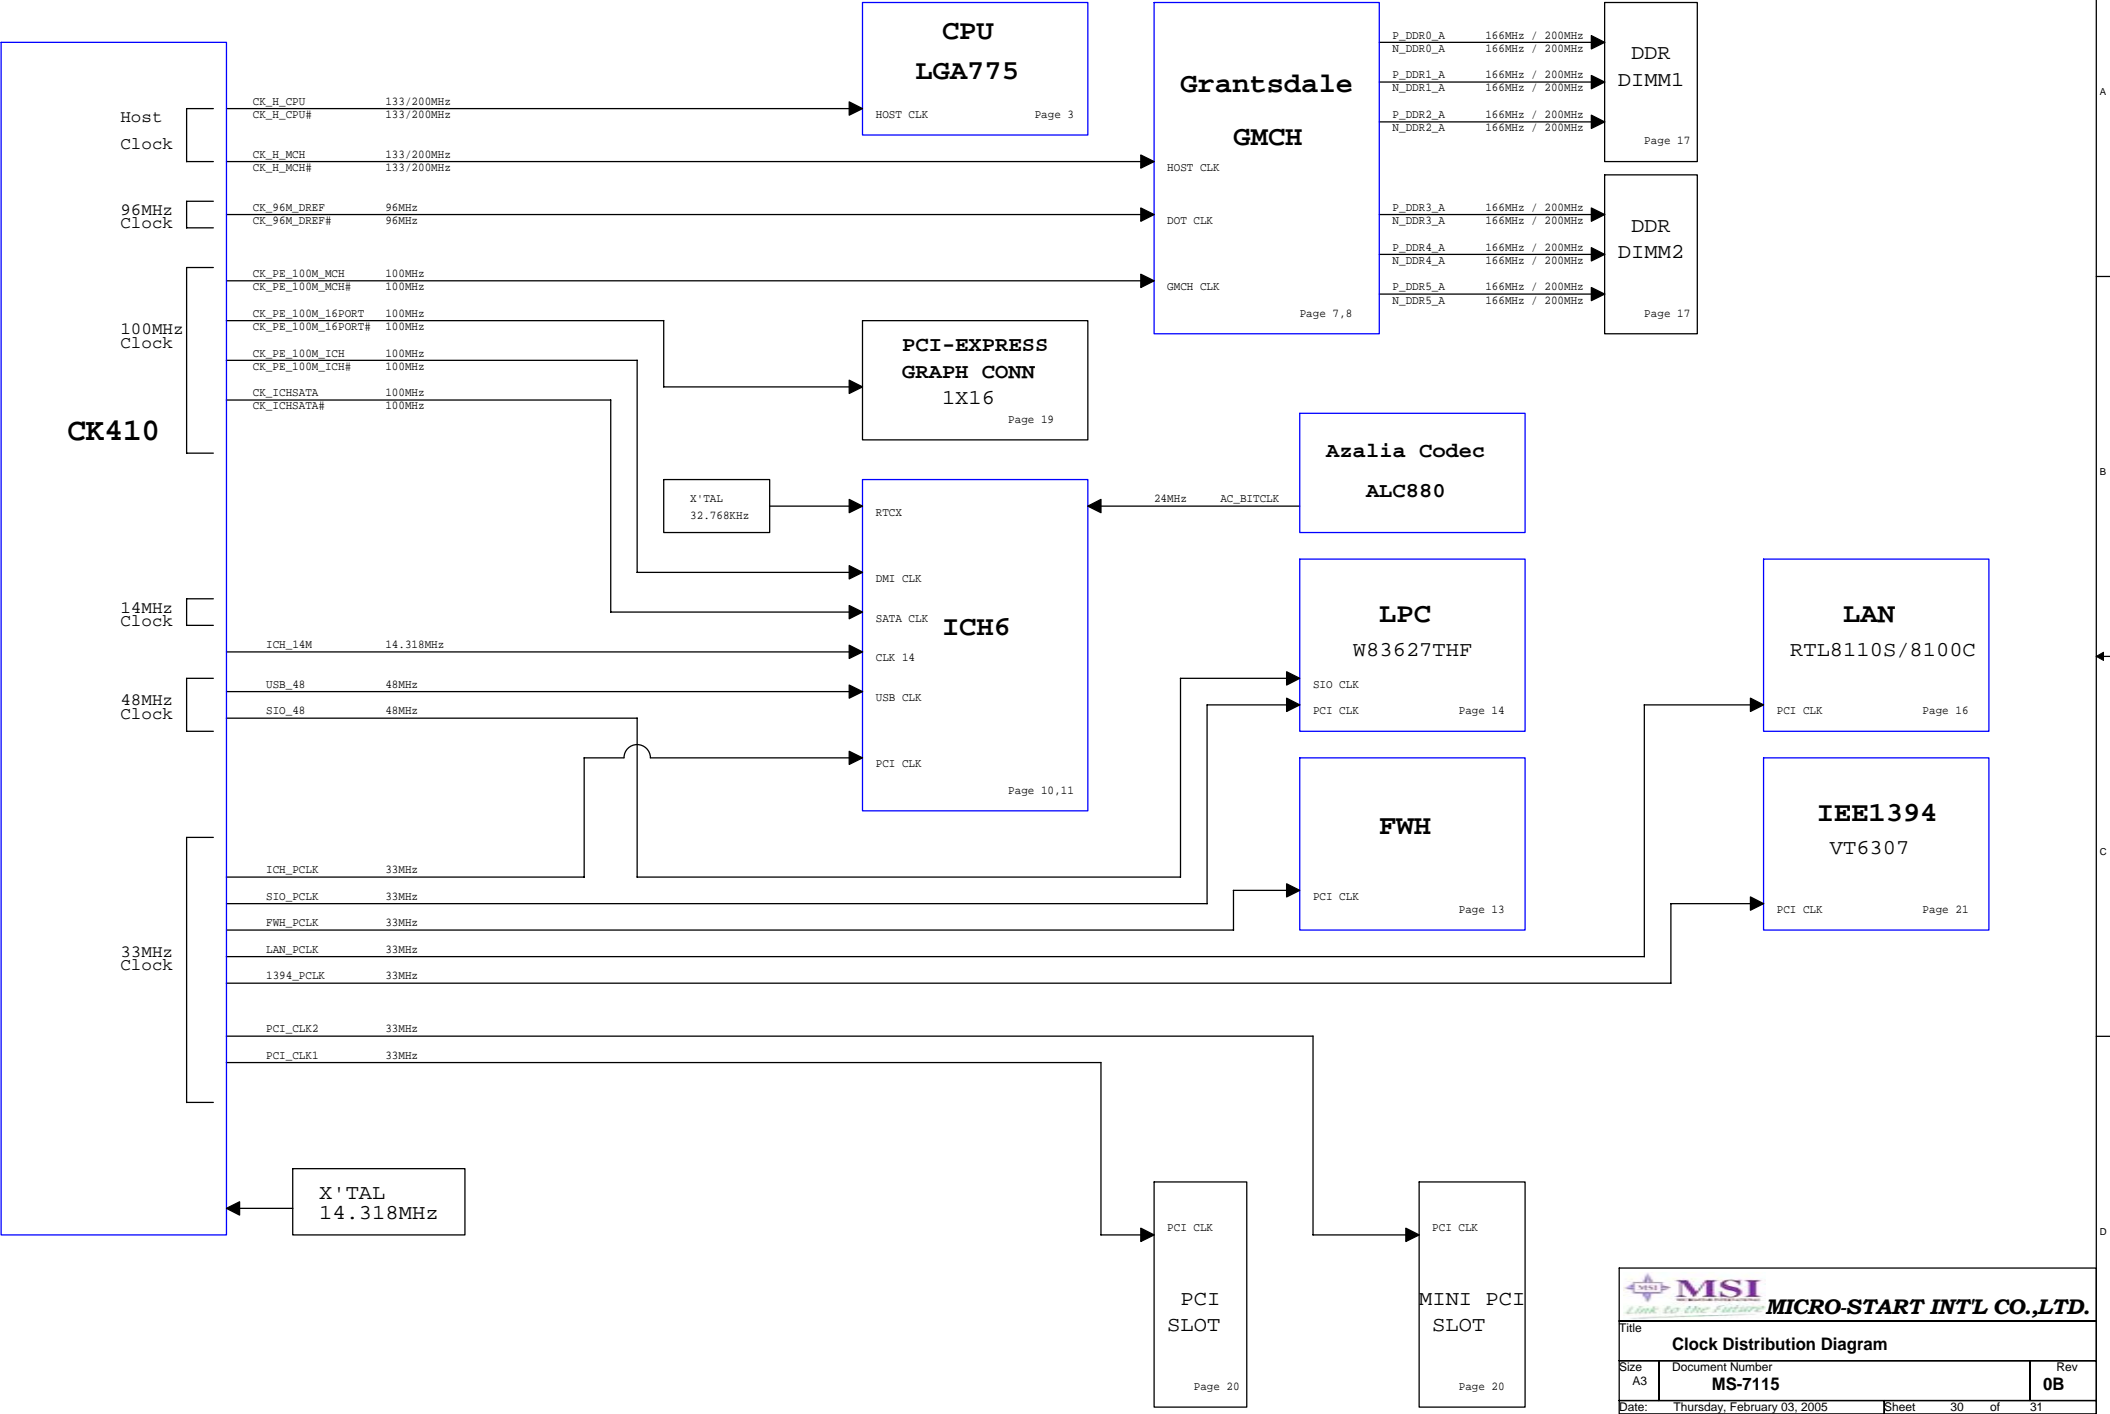 CK410
Host
Clock
96MHz
Clock
100MHz
Clock
14MHz
Clock
48MHz
Clock
33MHz
Clock
CK_H_CPU 133/200MHz
CK_H_CPU# 133/200MHz
CK_H_MCH 133/200MHz
CK_H_MCH# 133/200MHz
CK_96M_DREF 96MHz
CK_96M_DREF# 96MHz
CK_PE_100M_MCH 100MHz
CK_PE_100M_MCH# 100MHz
CK_PE_100M_16PORT 100MHz
CK_PE_100M_16PORT# 100MHz
CK_PE_100M_ICH 100MHz
CK_PE_100M_ICH# 100MHz
CK_ICHSATA 100MHz
CK_ICHSATA# 100MHz
ICH_14M 14.318MHz
USB_48 48MHz
SIO_48 48MHz
ICH_PCLK 33MHz
SIO_PCLK 33MHz
FWH_PCLK 33MHz
LAN_PCLK 33MHz
1394_PCLK 33MHz
PCI_CLK2 33MHz
PCI_CLK1 33MHz
X'TAL
14.318MHz
CPU
LGA775
HOST CLK Page 3
Grantsdale
GMCH
HOST CLK
DOT CLK
GMCH CLK
Page 7,8
P_DDR0_A 166MHz / 200MHz
N_DDR0_A 166MHz / 200MHz
P_DDR1_A 166MHz / 200MHz
N_DDR1_A 166MHz / 200MHz
P_DDR2_A 166MHz / 200MHz
N_DDR2_A 166MHz / 200MHz
P_DDR3_A 166MHz / 200MHz
N_DDR3_A 166MHz / 200MHz
P_DDR4_A 166MHz / 200MHz
N_DDR4_A 166MHz / 200MHz
P_DDR5_A 166MHz / 200MHz
N_DDR5_A 166MHz / 200MHz
DDR
DIMM1
Page 17
DDR
DIMM2
Page 17
PCI-EXPRESS
GRAPH CONN
1X16
Page 19
X'TAL
32.768KHz
RTCX
DMI CLK
SATA CLK
ICH6
CLK 14
USB CLK
PCI CLK
Page 10,11
24MHz AC_BITCLK
Azalia Codec
ALC880
LPC
W83627THF
SIO CLK
PCI CLK Page 14
FWH
PCI CLK
Page 13
LAN
RTL8110S/8100C
PCI CLK Page 16
IEE1394
VT6307
PCI CLK Page 21
PCI CLK
PCI
SLOT
Page 20
PCI CLK
MINI PCI
SLOT
Page 20
A
B
C
D
MSI
MSI
Link to the Future
MICRO-START INT'L CO.,LTD.
Title
Clock Distribution Diagram
Size Document Number Rev
A3 MS-7115 0B
Date: Thursday, February 03, 2005 Sheet 30 of 31